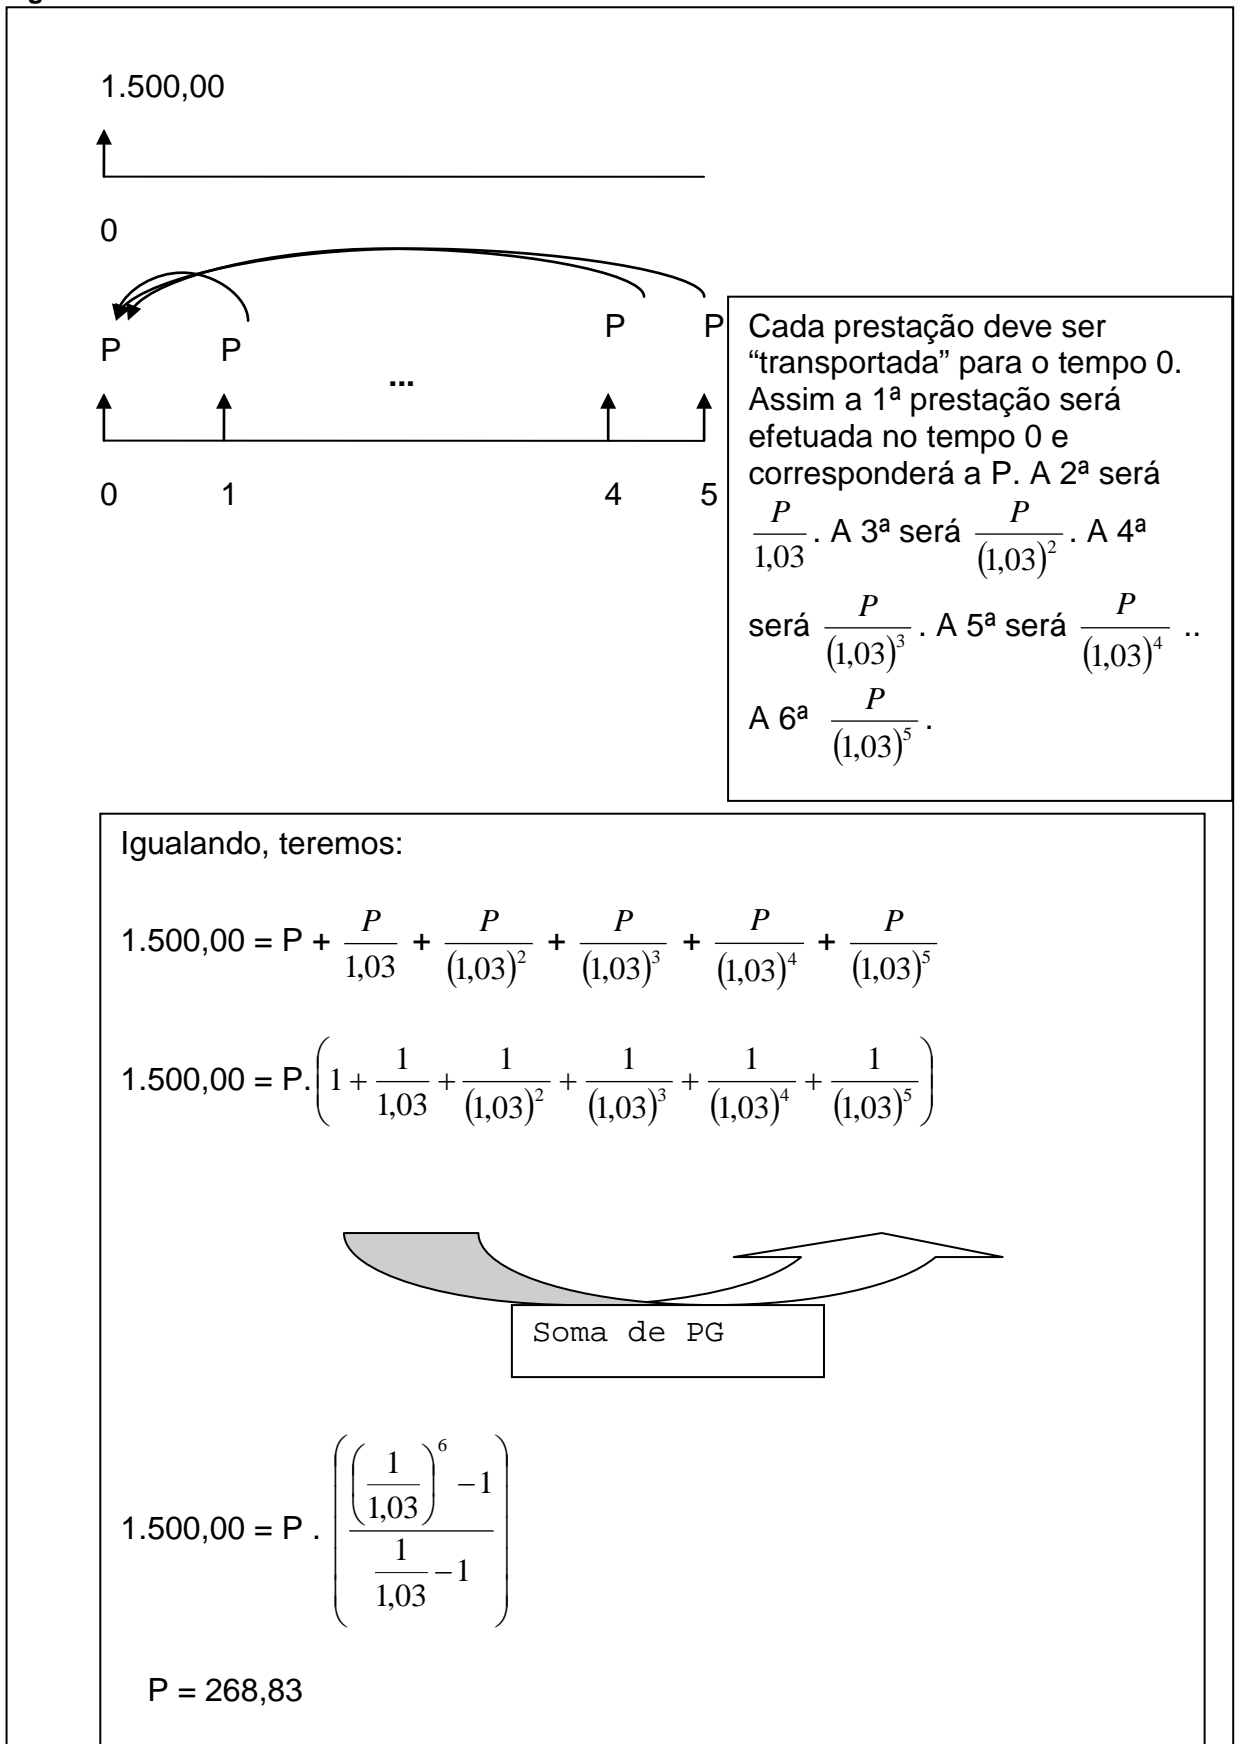 1.500,00
0
P P ... P P
0 1 4 5
Cada prestação deve ser
“transportada” para o tempo 0.
Assim a 1ª prestação será
efetuada no tempo 0 e
corresponderá a P. A 2ª será
P/1,03 . A 3ª será P/(1,03)² . A 4ª
será P/(1,03)³ . A 5ª será P/(1,03)⁴ ..
A 6ª P/(1,03)⁵ .
Igualando, teremos:
1.500,00 = P + P/1,03 + P/(1,03)² + P/(1,03)³ + P/(1,03)⁴ + P/(1,03)⁵
1.500,00 = P.(1 + 1/1,03 + 1/(1,03)² + 1/(1,03)³ + 1/(1,03)⁴ + 1/(1,03)⁵)
Soma de PG
1.500,00 = P . (((1/1,03)⁶ − 1)/(1/1,03 − 1))
P = 268,83